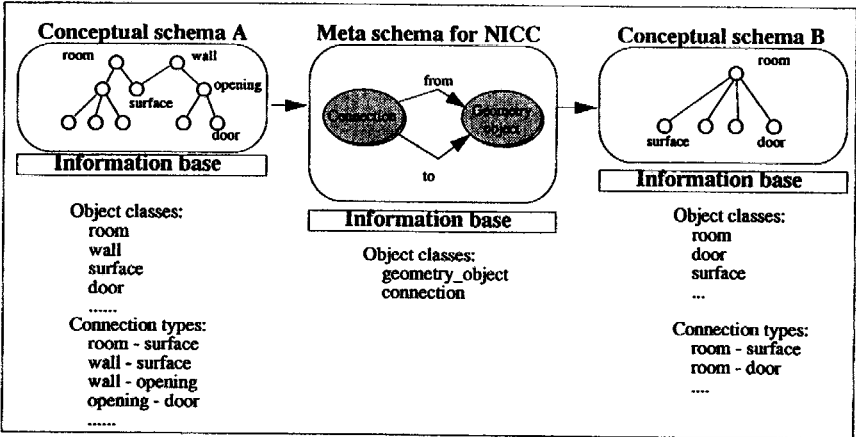 Conceptual schema A
room
wall
opening
surface
door
Information base
Object classes:
room
wall
surface
door
......
Connection types:
room - surface
wall - surface
wall - opening
opening - door
......
Meta schema for NICC
from
Connection
Geometry
object
to
Information base
Object classes:
geometry_object
connection
Conceptual schema B
room
surface
door
Information base
Object classes:
room
door
surface
...
Connection types:
room - surface
room - door
....